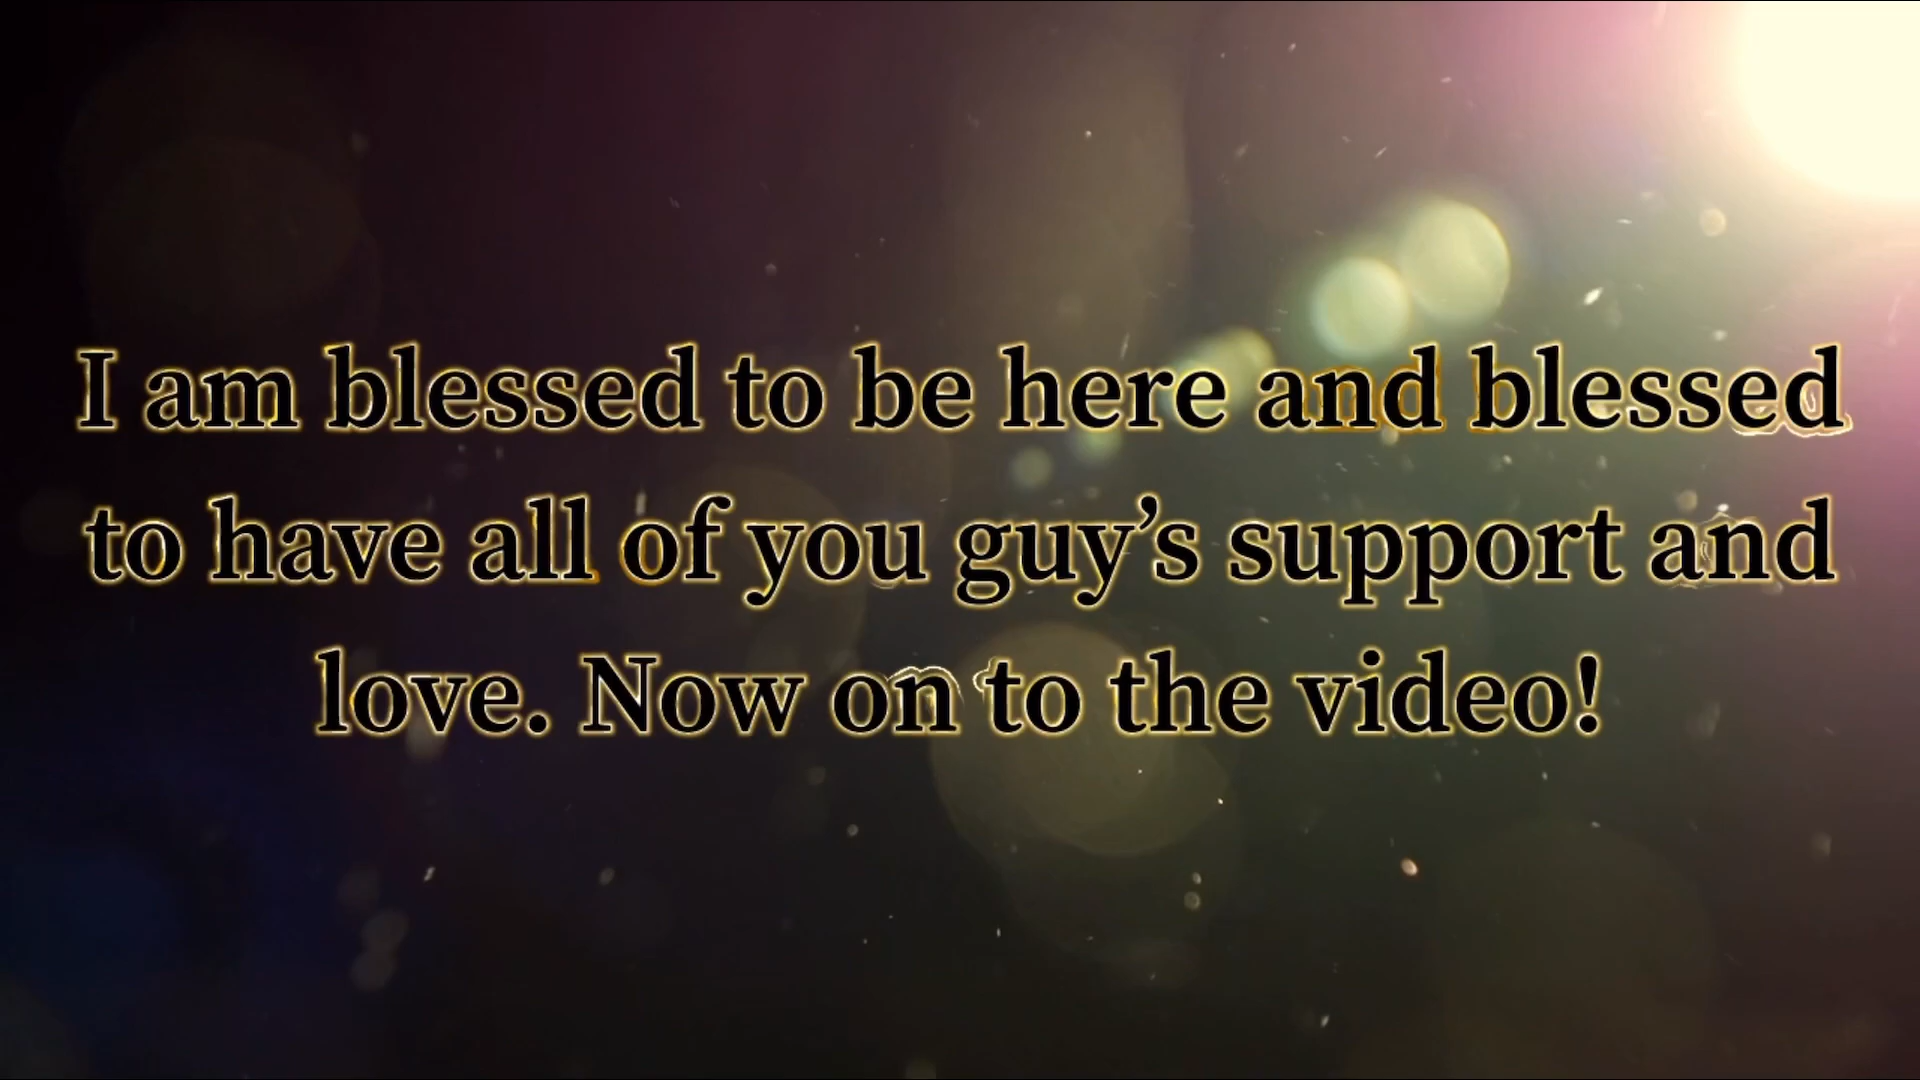 I am blessed to be here and blessed
to have all of you guy’s support and
love. Now on to the video!